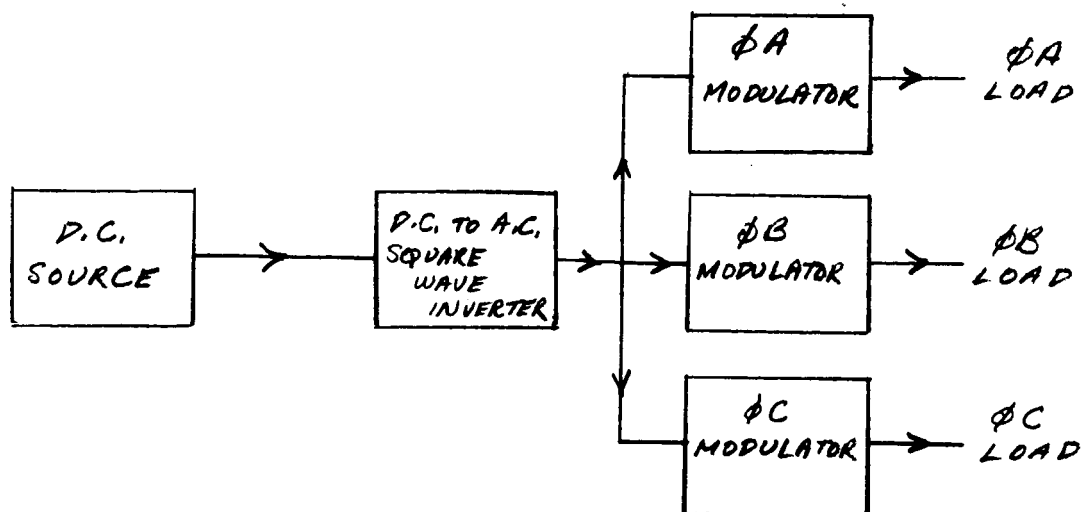 D.C.
SOURCE
D.C. TO A.C.
SQUARE
WAVE
INVERTER
ϕA
MODULATOR
ϕA
LOAD
ϕB
MODULATOR
ϕB
LOAD
ϕC
MODULATOR
ϕC
LOAD